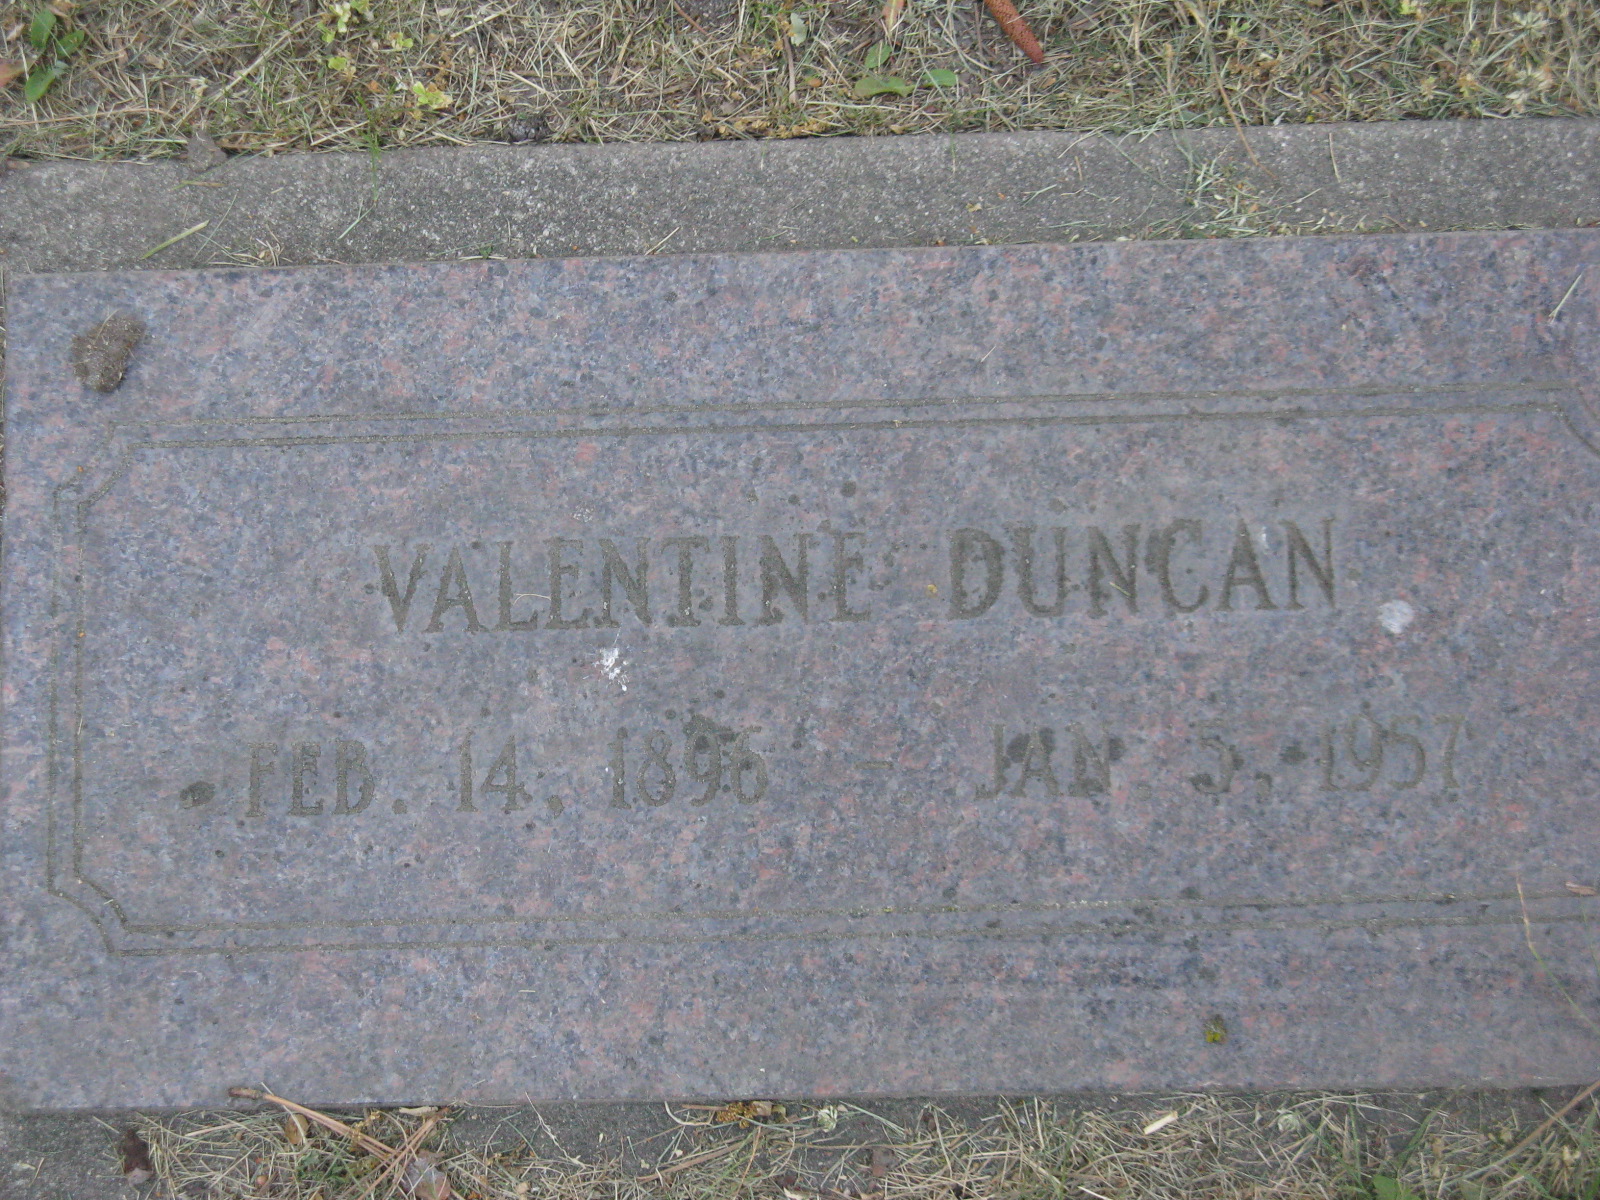 VALENTINE DUNCAN
FEB. 14, 1896 - JAN. 5, 1957